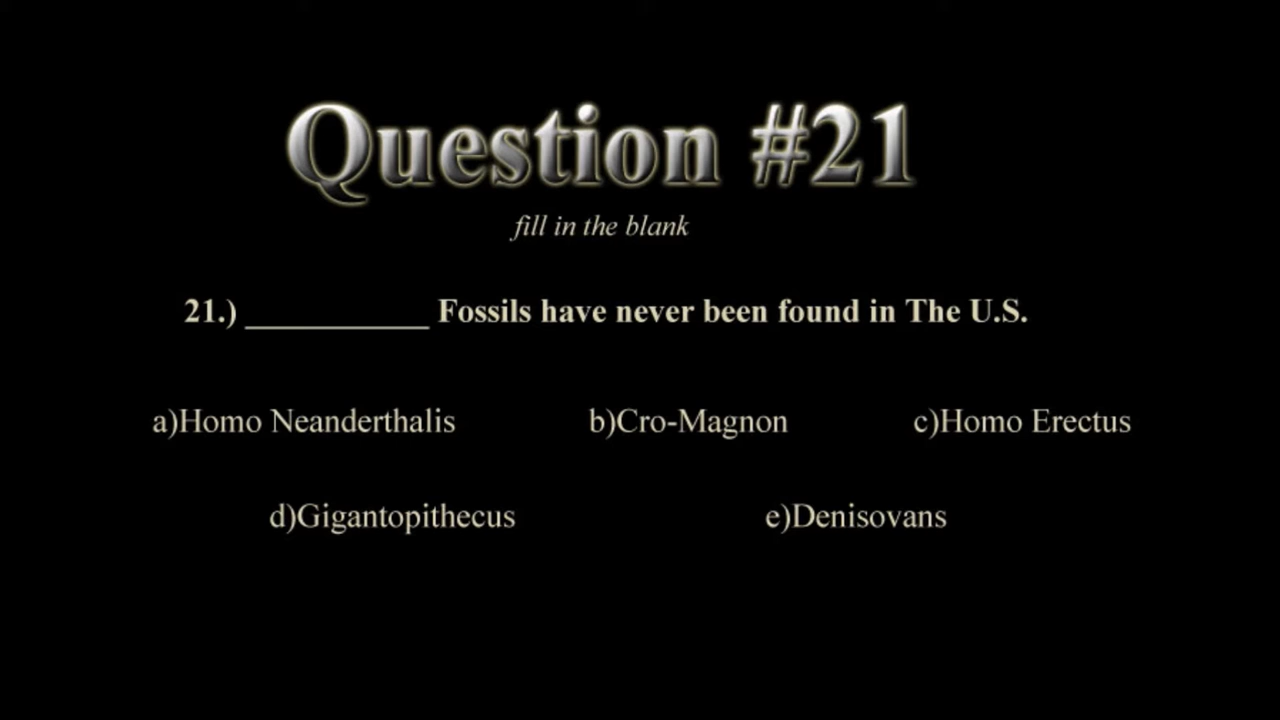 Question #21
fill in the blank
21.) ___________ Fossils have never been found in The U.S.
a)Homo Neanderthalis b)Cro-Magnon c)Homo Erectus
d)Gigantopithecus e)Denisovans